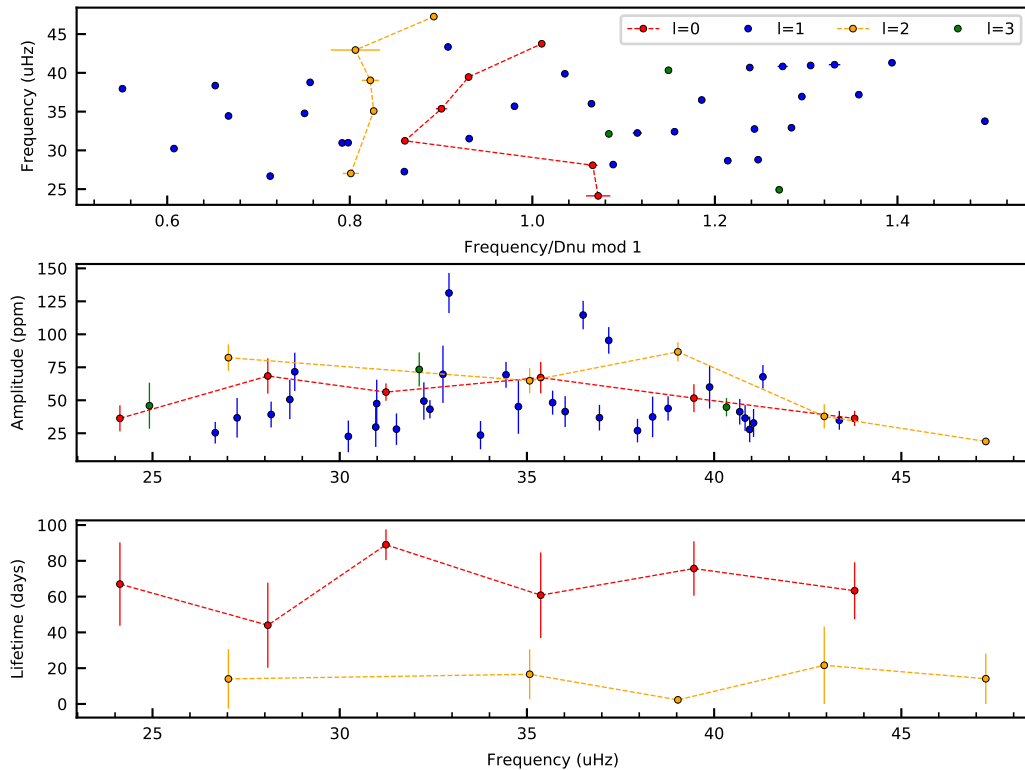 l=0 l=1 l=2 l=3
Frequency (uHz)
45
40
35
30
25
0.6 0.8 1.0 1.2 1.4
Frequency/Dnu mod 1
Amplitude (ppm)
150
125
100
75
50
25
25 30 35 40 45
Lifetime (days)
100
80
60
40
20
0
25 30 35 40 45
Frequency (uHz)